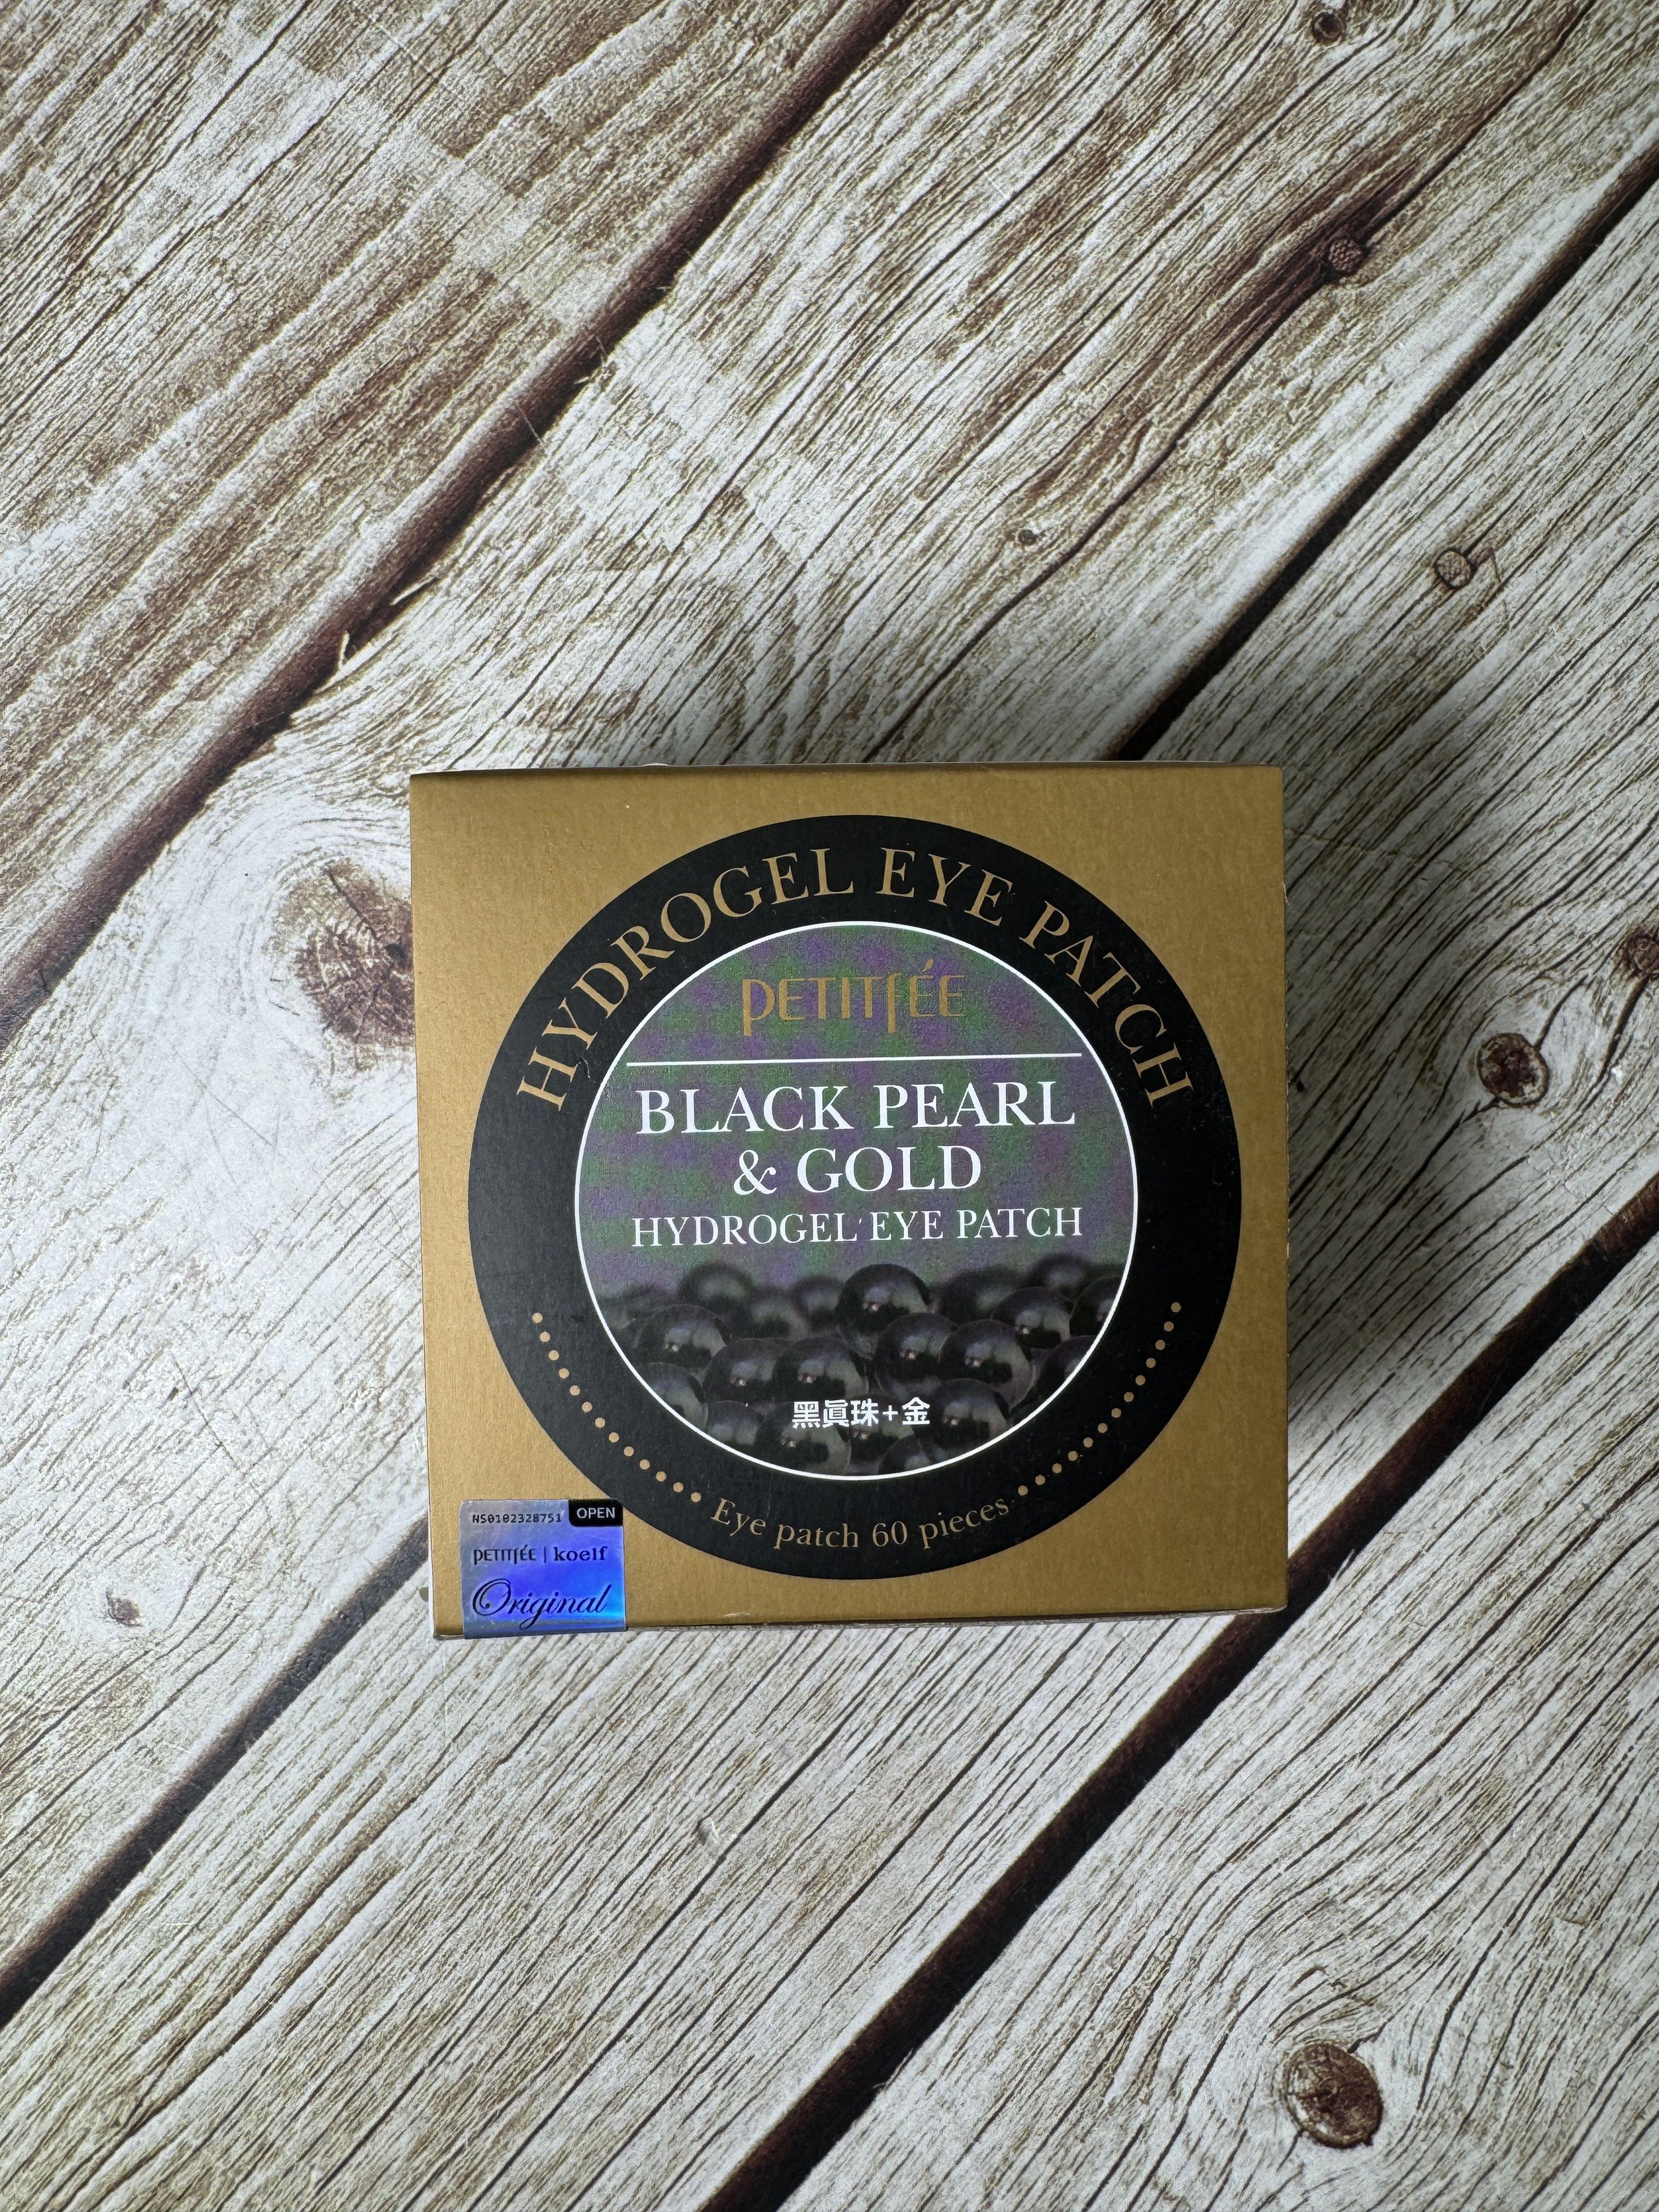 HYDROGEL EYE PATCH
PETITFÉE
BLACK PEARL
& GOLD
HYDROGEL EYE PATCH
黑眞珠+金
Eye patch 60 pieces
NS0102328751 OPEN
PETITFÉE | koelf
Original